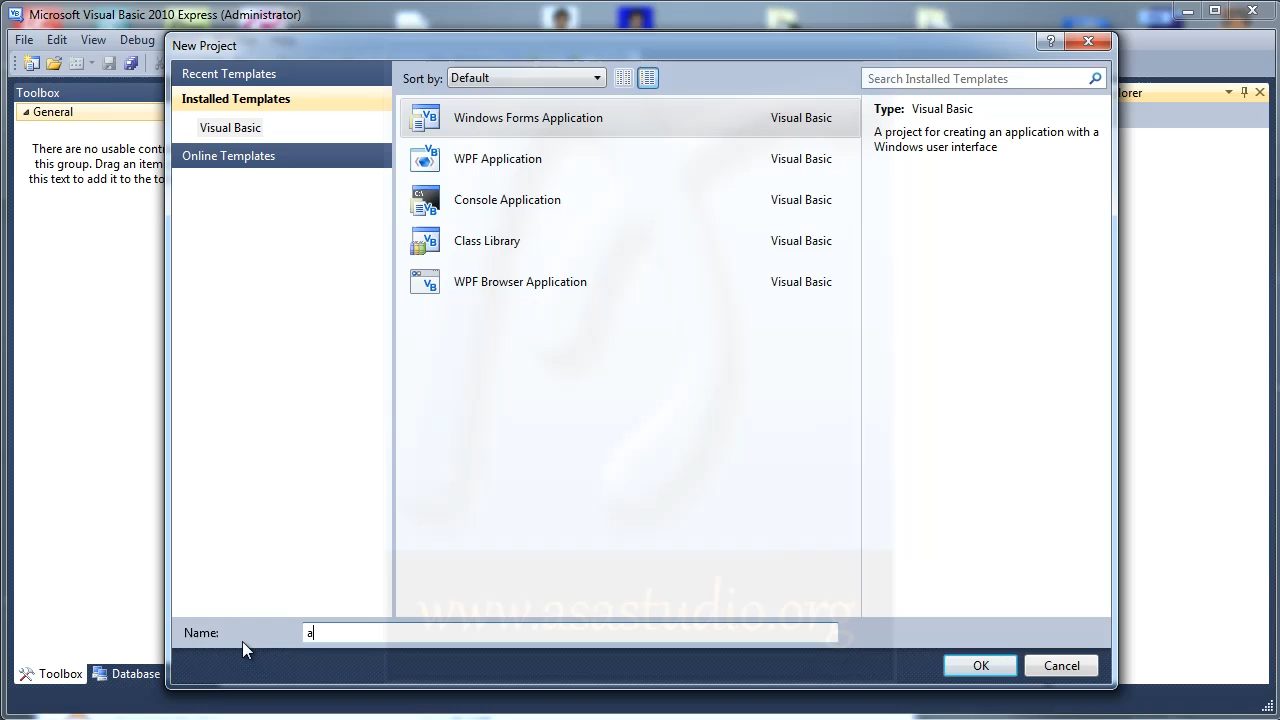 Microsoft Visual Basic 2010 Express (Administrator)
File Edit View Debug
New Project
Toolbox
General
There are no usable cont
this group. Drag an item
this text to add it to the to
Recent Templates
Installed Templates
Visual Basic
Online Templates
Sort by: Default
Search Installed Templates
Windows Forms Application Visual Basic
WPF Application Visual Basic
Console Application Visual Basic
Class Library Visual Basic
WPF Browser Application Visual Basic
Type: Visual Basic
A project for creating an application with a
Windows user interface
orer
www.asastudio.org
Name: a
OK Cancel
Toolbox Database